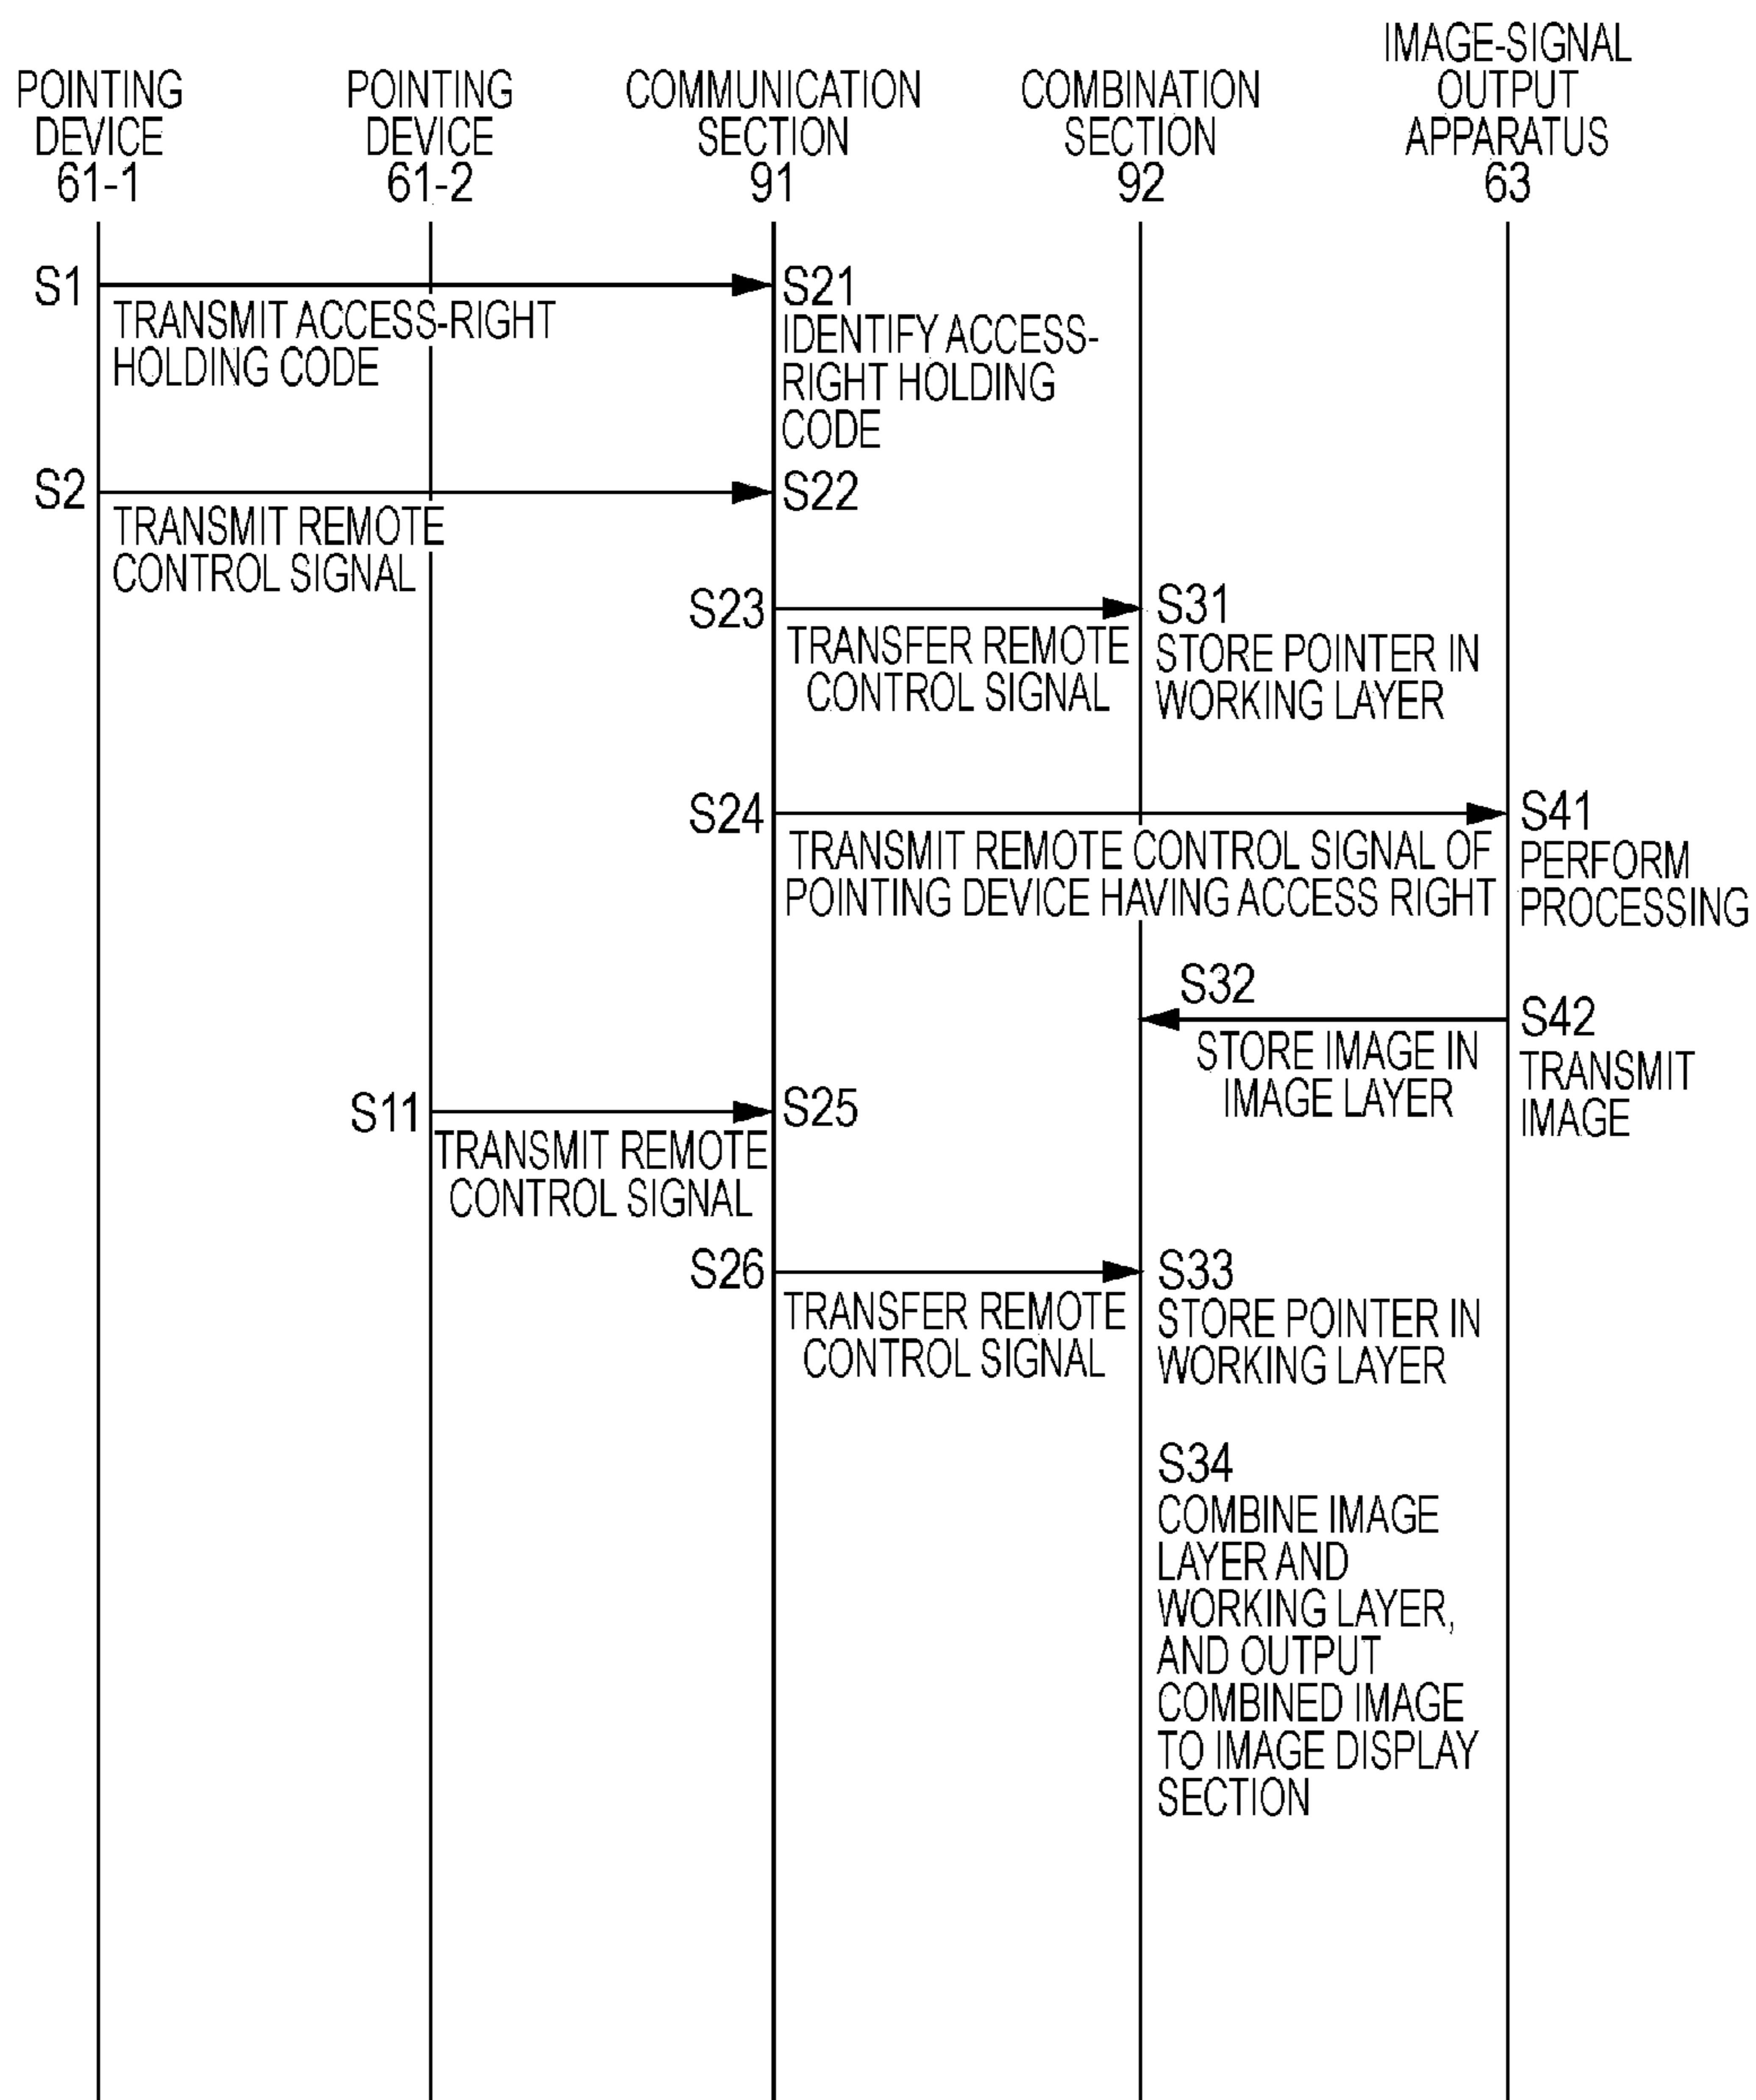 POINTING
DEVICE
61-1
POINTING
DEVICE
61-2
COMMUNICATION
SECTION
91
COMBINATION
SECTION
92
IMAGE-SIGNAL
OUTPUT
APPARATUS
63
S1
TRANSMIT ACCESS-RIGHT
HOLDING CODE
S21
IDENTIFY ACCESS-
RIGHT HOLDING
CODE
S2
TRANSMIT REMOTE
CONTROL SIGNAL
S22
S23
TRANSFER REMOTE
CONTROL SIGNAL
S31
STORE POINTER IN
WORKING LAYER
S24
TRANSMIT REMOTE CONTROL SIGNAL OF
POINTING DEVICE HAVING ACCESS RIGHT
S41
PERFORM
PROCESSING
S32
STORE IMAGE IN
IMAGE LAYER
S42
TRANSMIT
IMAGE
S11
TRANSMIT REMOTE
CONTROL SIGNAL
S25
S26
TRANSFER REMOTE
CONTROL SIGNAL
S33
STORE POINTER IN
WORKING LAYER
S34
COMBINE IMAGE
LAYER AND
WORKING LAYER,
AND OUTPUT
COMBINED IMAGE
TO IMAGE DISPLAY
SECTION